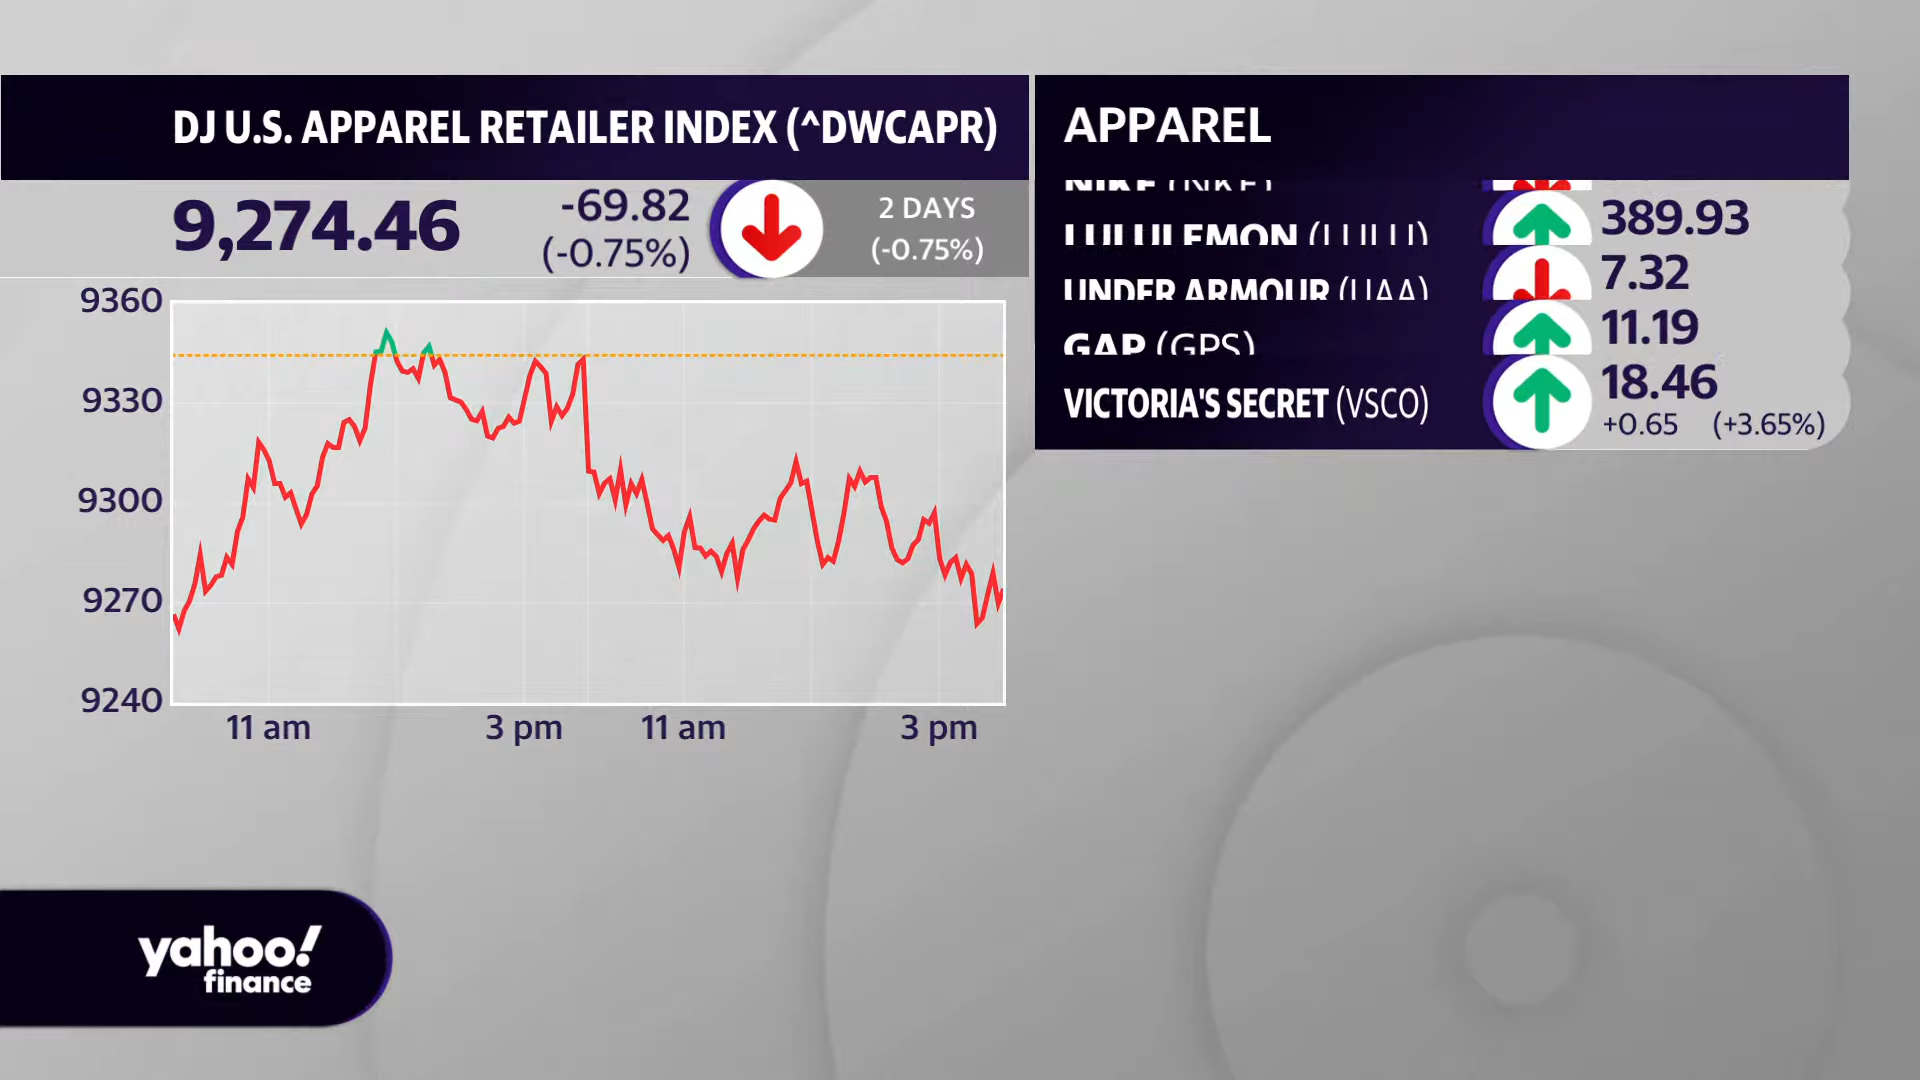 DJ U.S. APPAREL RETAILER INDEX (^DWCAPR)
9,274.46
-69.82
(-0.75%)
2 DAYS
(-0.75%)
9360
9330
9300
9270
9240
11 am
3 pm
11 am
3 pm
APPAREL
NIKE (NKE)
LULULEMON (LULU)
389.93
UNDER ARMOUR (UAA)
7.32
GAP (GPS)
11.19
VICTORIA'S SECRET (VSCO)
18.46
+0.65 (+3.65%)
yahoo!
finance